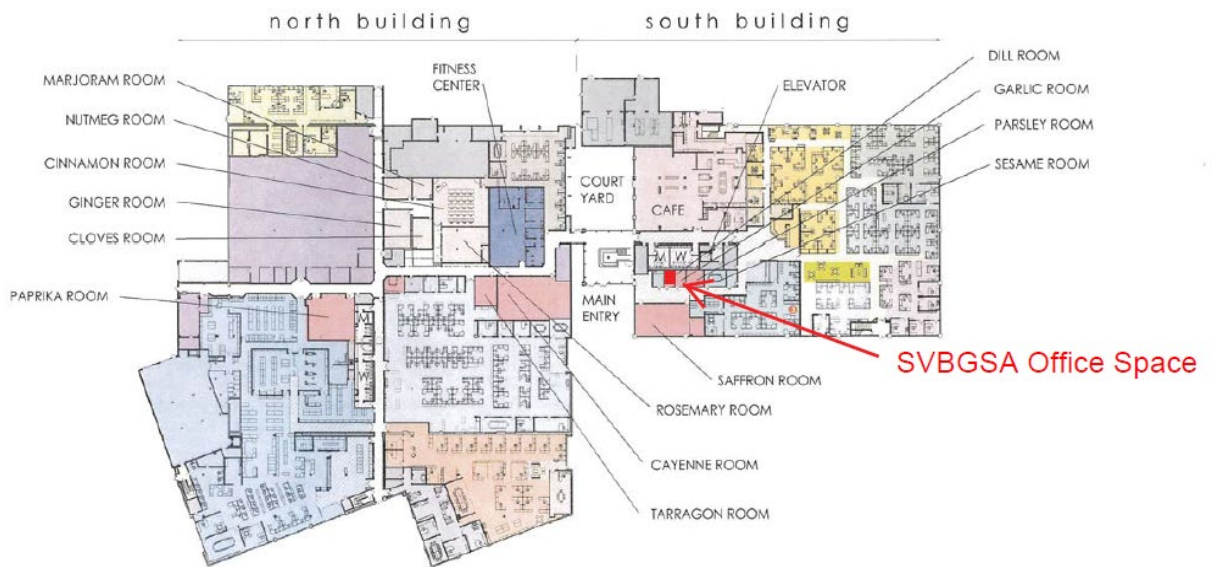 north building
south building
MARJORAM ROOM
NUTMEG ROOM
CINNAMON ROOM
GINGER ROOM
CLOVES ROOM
PAPRIKA ROOM
FITNESS
CENTER
ELEVATOR
DILL ROOM
GARLIC ROOM
PARSLEY ROOM
SESAME ROOM
COURT
YARD
CAFE
M W
MAIN
ENTRY
M
W
SVBGSA Office Space
SAFFRON ROOM
ROSEMARY ROOM
CAYENNE ROOM
TARRAGON ROOM